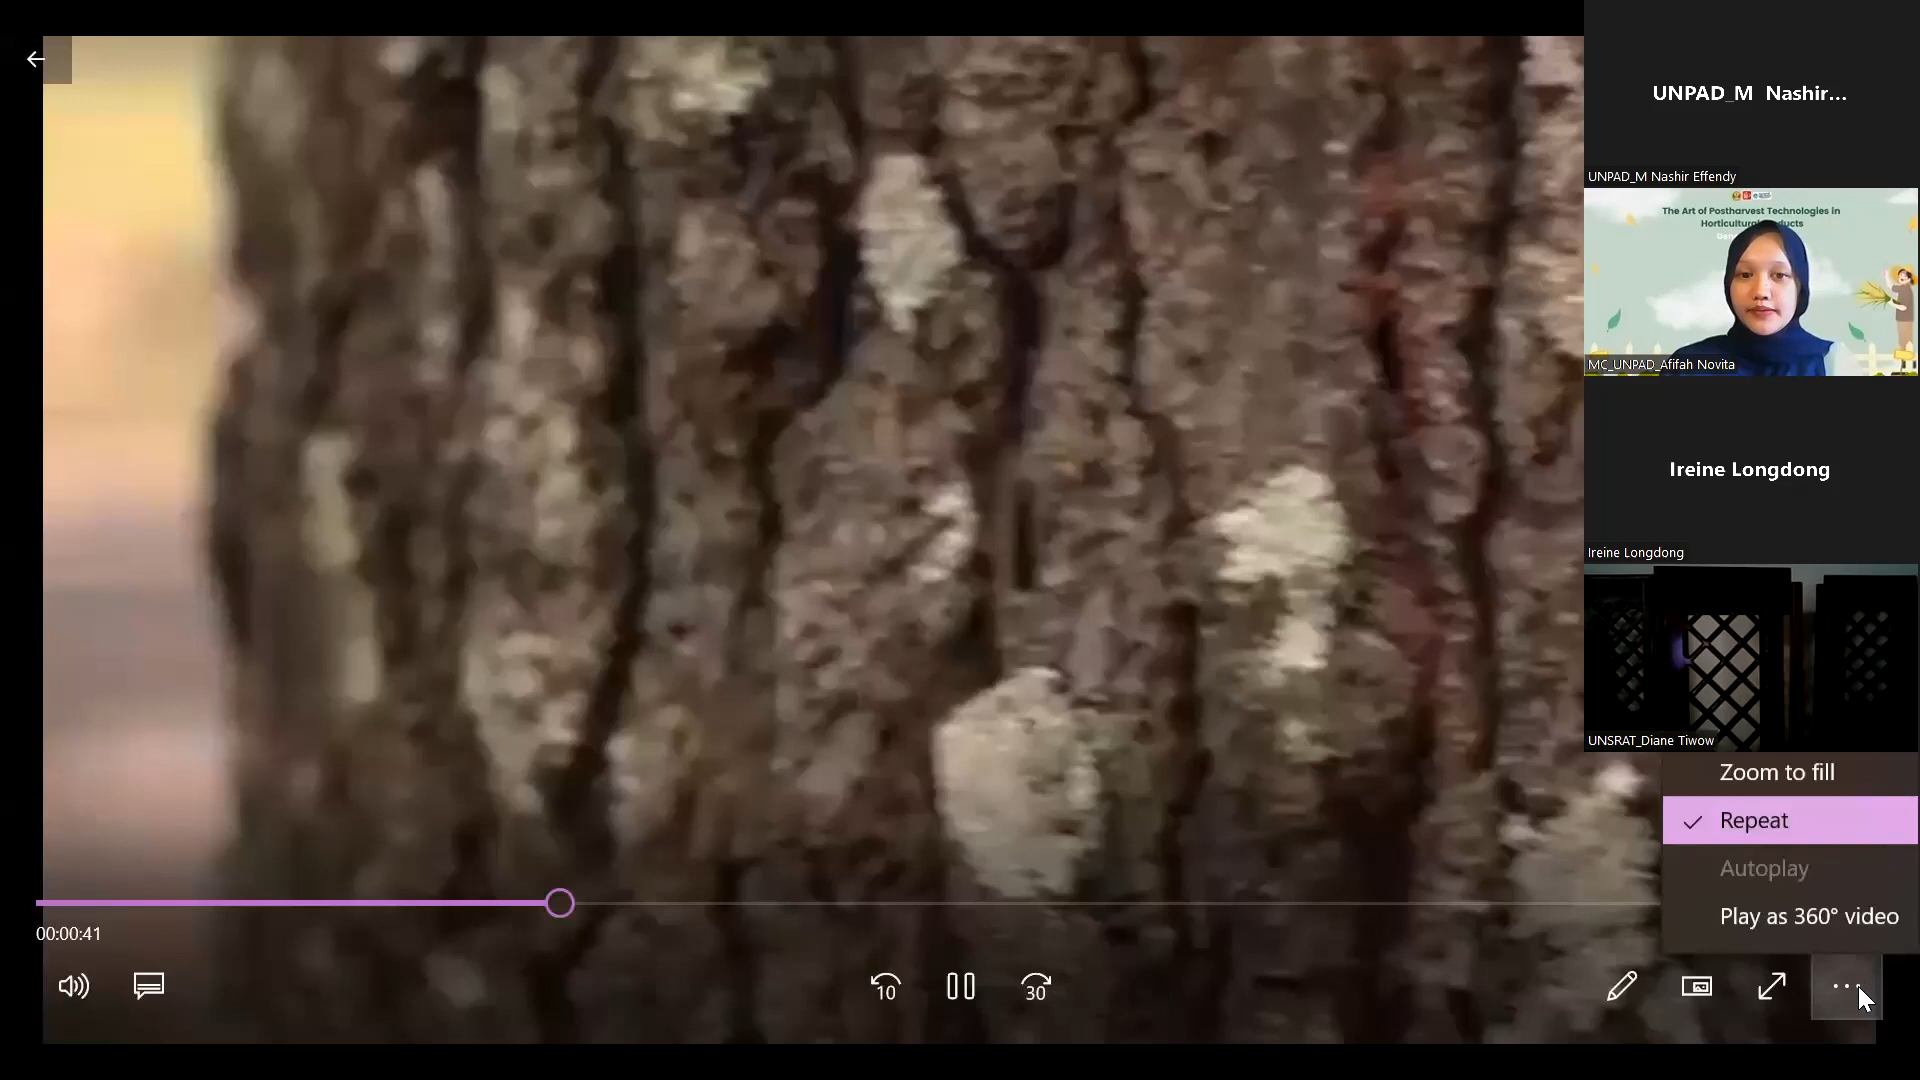 UNPAD_M Nashir...
UNPAD_M Nashir Effendy
The Art of Postharvest Technologies in
MC_UNPAD_Afifah Novita
Ireine Longdong
Ireine Longdong
UNSRAT_Diane Tiwow
Zoom to fill
Repeat
Autoplay
Play as 360° video
00:00:41
10
30